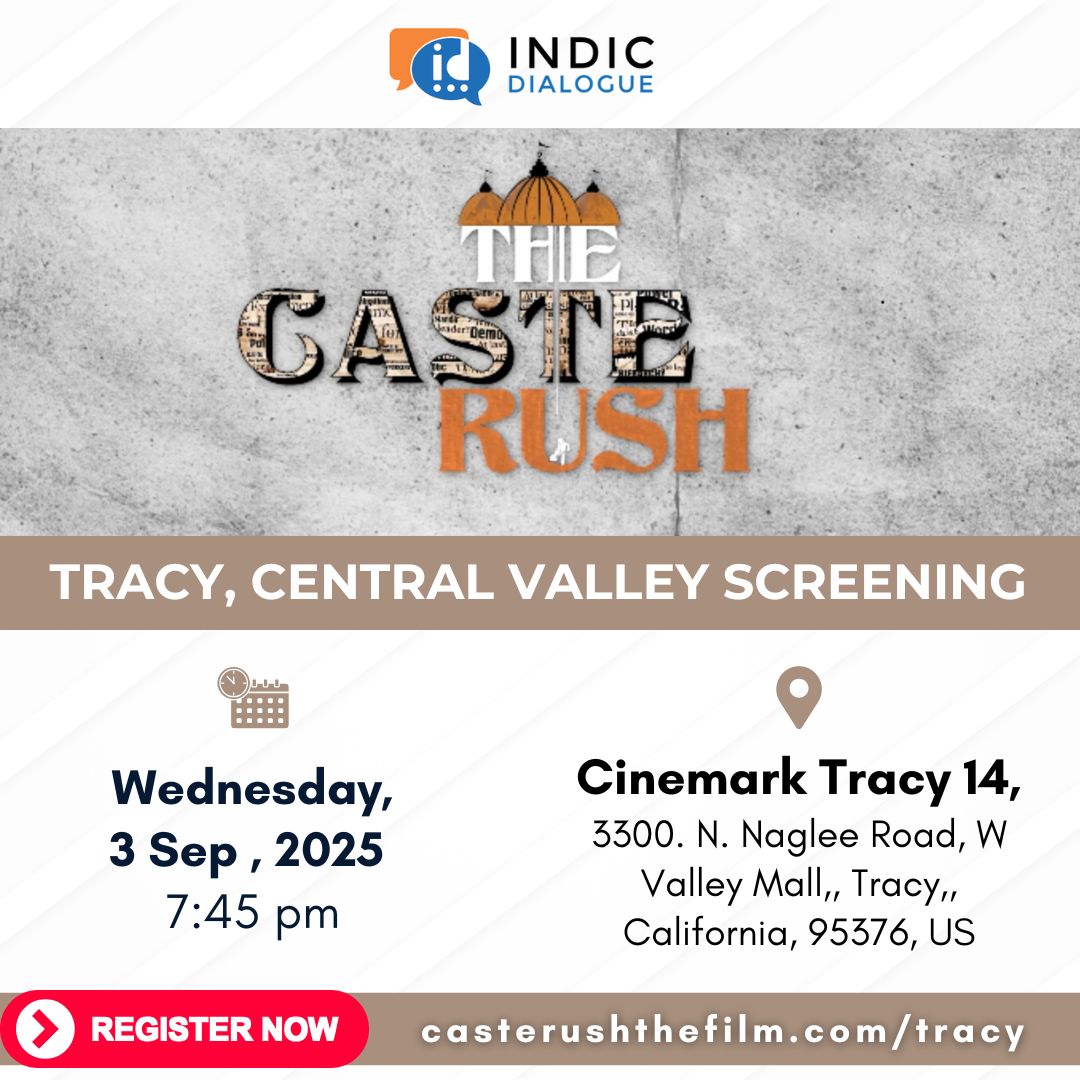 id
INDIC
DIALOGUE
THE
CASTE
RUSH
TRACY, CENTRAL VALLEY SCREENING
Wednesday,
3 Sep , 2025
7:45 pm
Cinemark Tracy 14,
3300. N. Naglee Road, W
Valley Mall,, Tracy,,
California, 95376, US
REGISTER NOW
casterushthefilm.com/tracy